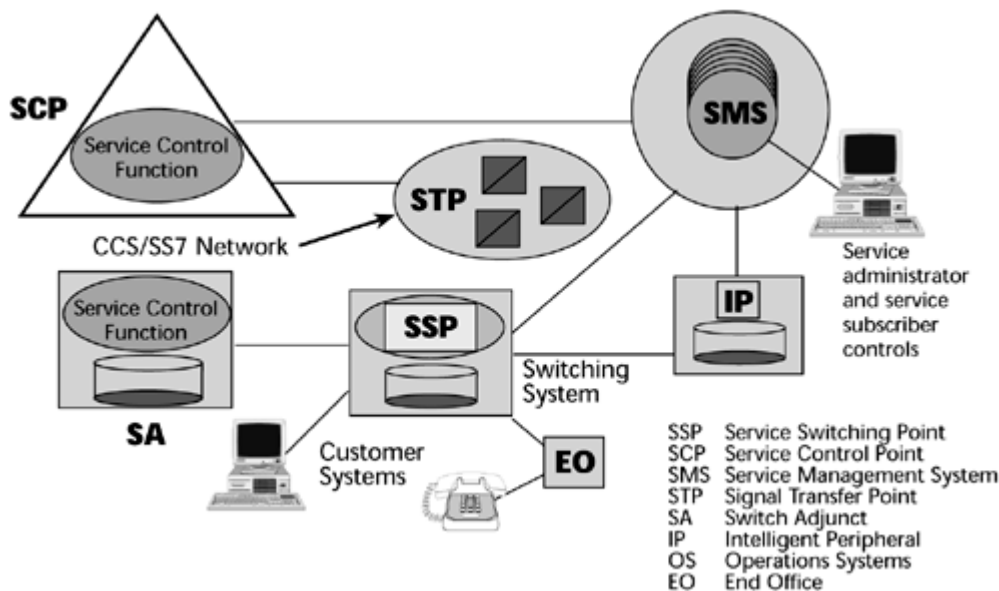 SCP
Service Control
Function
SMS
STP
CCS/SS7 Network
Service
administrator
and service
subscriber
controls
Service Control
Function
SA
SSP
Switching
System
IP
Customer
Systems
EO
SSP Service Switching Point
SCP Service Control Point
SMS Service Management System
STP Signal Transfer Point
SA Switch Adjunct
IP Intelligent Peripheral
OS Operations Systems
EO End Office